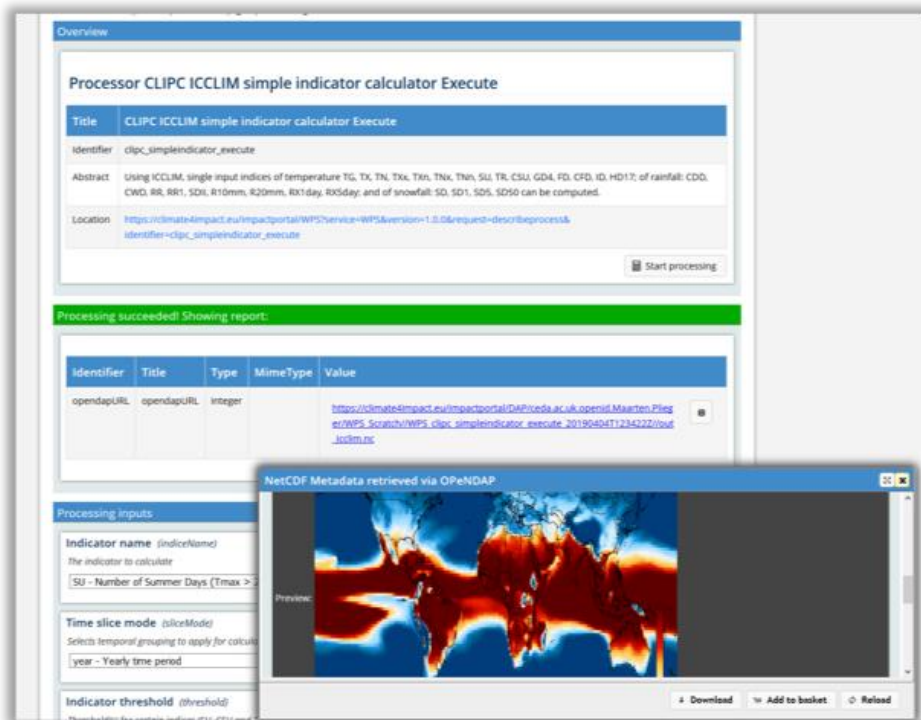 Overview
Processor CLIPC ICCLIM simple indicator calculator Execute
Title CLIPC ICCLIM simple indicator calculator Execute
Identifier clipc_simpleindicator_execute
Abstract Using ICCLIM, single input indices of temperature TG, TX, TN, TXx, TXn, TNx, TNn, SU, TR, CSU, GD4, FD, CFD, ID, HD17; of rainfall: CDD,
CWD, RR, RR1, SDII, R10mm, R20mm, RX1day, RX5day; and of snowfall: SD, SD1, SD5, SD50 can be computed.
Location https://climate4impact.eu/impactportal/WPS?service=WPS&version=1.0.0&request=describeprocess&
identifier=clipc_simpleindicator_execute
Start processing
Processing succeeded! Showing report:
Identifier Title Type MimeType Value
opendapURL opendapURL integer https://climate4impact.eu/impactportal/DAP/ceda.ac.uk.openid.Maarten.Plieg
er/WPS_Scratch//WPS_clipc_simpleindicator_execute_20190404T123422Z//out
_icclim.nc
NetCDF Metadata retrieved via OPeNDAP
Preview:
Download Add to basket Reload
Processing inputs
Indicator name (indiceName)
The indicator to calculate
SU - Number of Summer Days (Tmax >
Time slice mode (sliceMode)
Selects temporal grouping to apply for
year - Yearly time period
Indicator threshold (threshold)